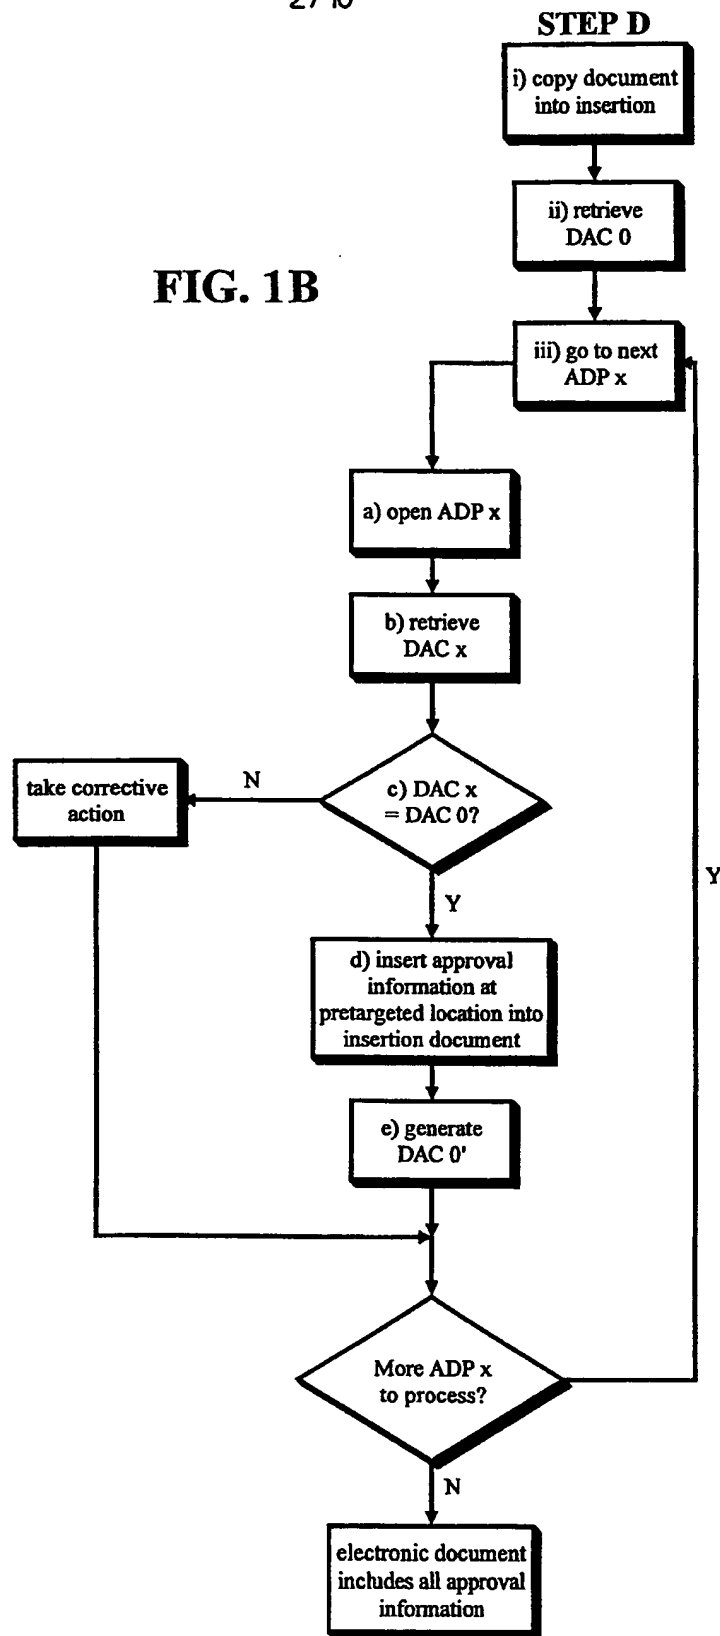 2/10
STEP D
i) copy document
into insertion
ii) retrieve
DAC 0
FIG. 1B
iii) go to next
ADP x
a) open ADP x
b) retrieve
DAC x
c) DAC x
= DAC 0?
N
take corrective
action
Y
Y
d) insert approval
information at
pretargeted location into
insertion document
e) generate
DAC 0'
More ADP x
to process?
N
electronic document
includes all approval
information